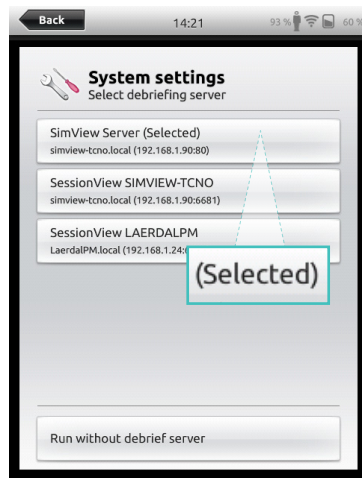 Back
14:21
93 %
60 %
System settings
Select debriefing server
SimView Server (Selected)
simview-tcno.local (192.168.1.90:80)
SessionView SIMVIEW-TCNO
simview-tcno.local (192.168.1.90:6681)
SessionView LAERDALPM
LaerdalPM.local (192.168.1.24:
(Selected)
Run without debrief server